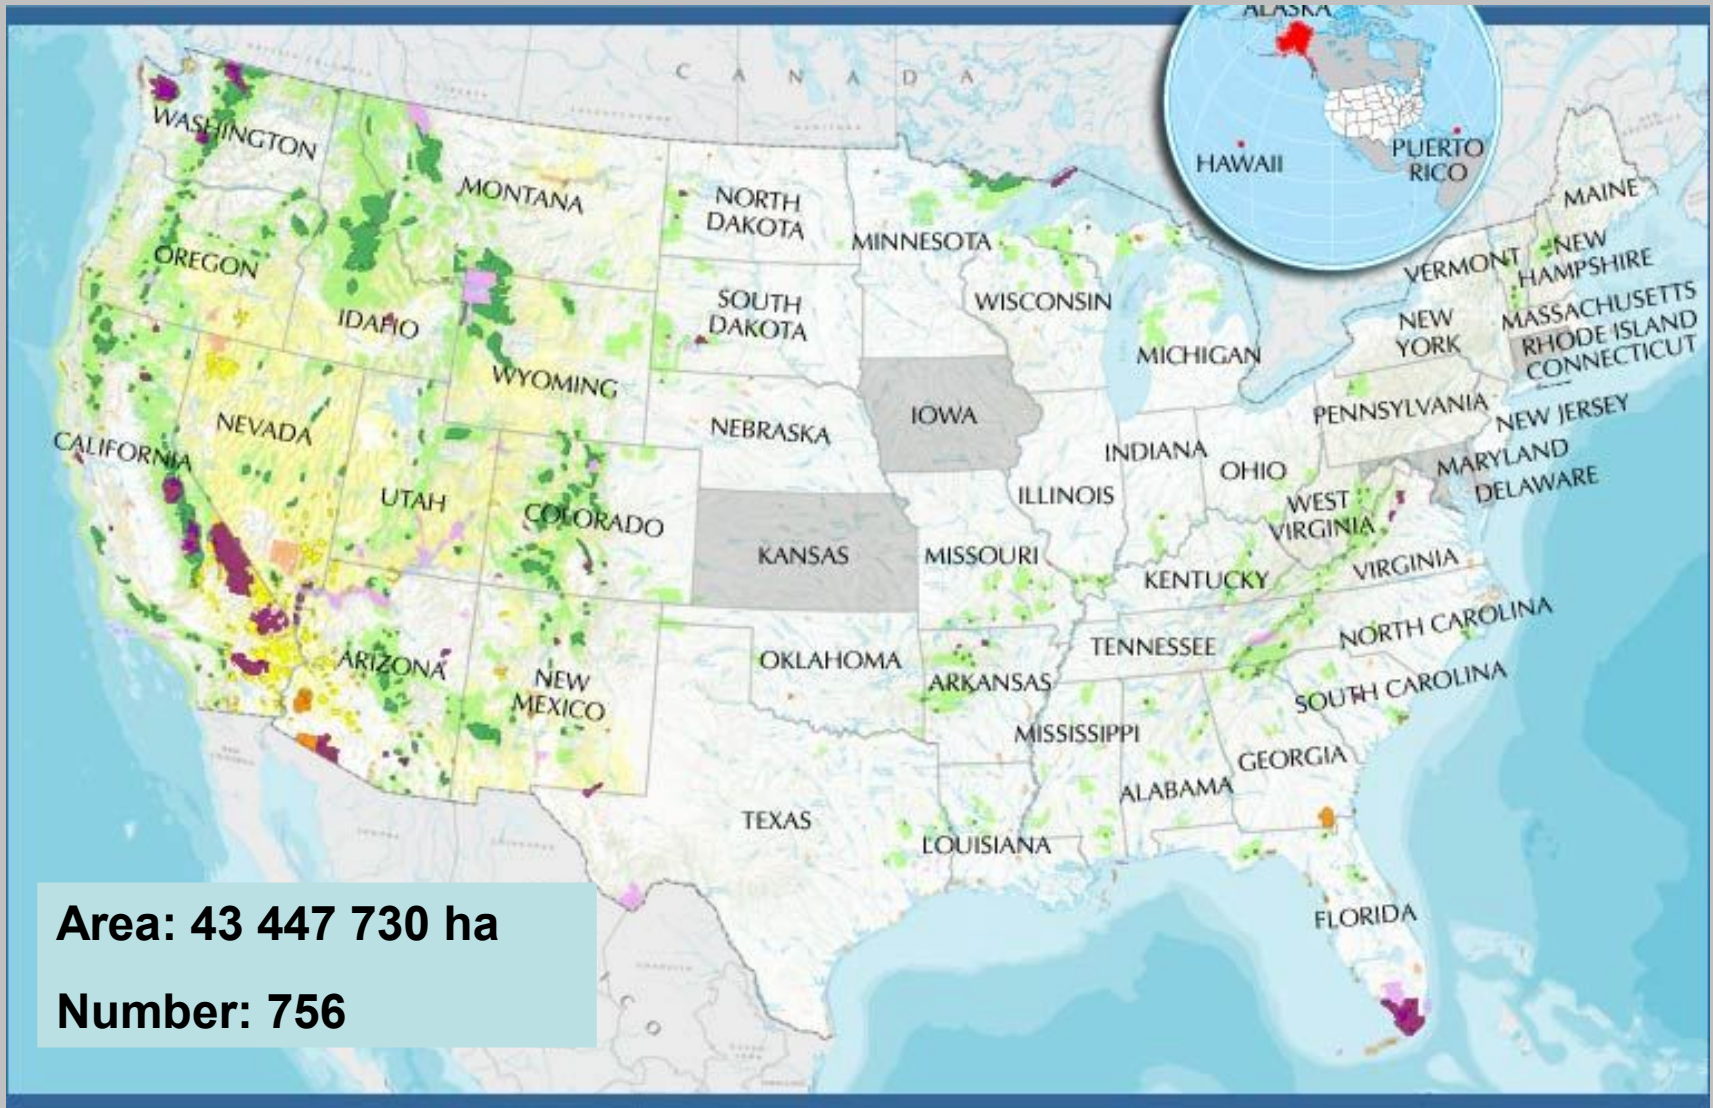 ALASKA
CANADA
HAWAII
PUERTO
RICO
WASHINGTON
MONTANA
NORTH
DAKOTA
MINNESOTA
MAINE
OREGON
IDAHO
SOUTH
DAKOTA
WISCONSIN
MICHIGAN
VERMONT
NEW
HAMPSHIRE
NEW
YORK
MASSACHUSETTS
RHODE ISLAND
CONNECTICUT
WYOMING
NEBRASKA
IOWA
PENNSYLVANIA
NEW JERSEY
NEVADA
CALIFORNIA
UTAH
COLORADO
KANSAS
MISSOURI
ILLINOIS
INDIANA
OHIO
WEST
VIRGINIA
MARYLAND
DELAWARE
KENTUCKY
VIRGINIA
ARIZONA
NEW
MEXICO
OKLAHOMA
ARKANSAS
TENNESSEE
NORTH CAROLINA
SOUTH CAROLINA
MISSISSIPPI
ALABAMA
GEORGIA
TEXAS
LOUISIANA
FLORIDA
Area: 43 447 730 ha
Number: 756